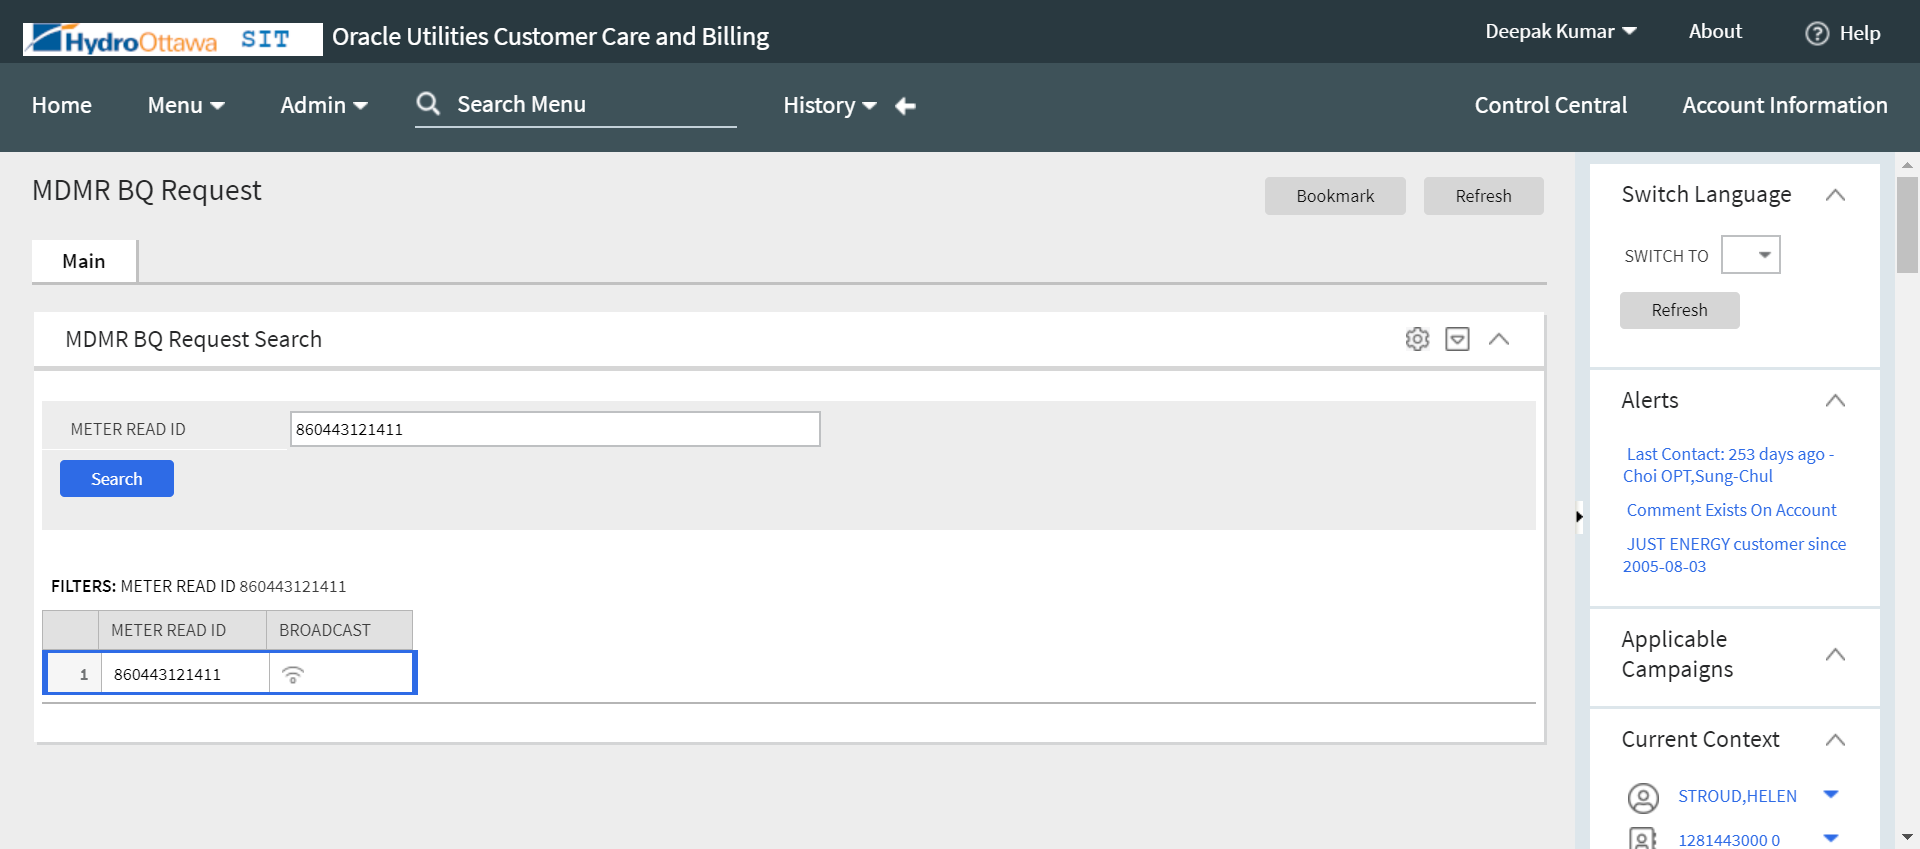 HydroOttawa SIT Oracle Utilities Customer Care and Billing
Deepak Kumar
About
? Help
Home
Menu
Admin
Search Menu
History
Control Central
Account Information
MDMR BQ Request
Bookmark
Refresh
Main
MDMR BQ Request Search
METER READ ID
860443121411
Search
FILTERS: METER READ ID 860443121411
METER READ ID BROADCAST
1 860443121411
Switch Language
SWITCH TO
Refresh
Alerts
Last Contact: 253 days ago -
Choi OPT,Sung-Chul
Comment Exists On Account
JUST ENERGY customer since
2005-08-03
Applicable
Campaigns
Current Context
STROUD,HELEN
1281443000 0